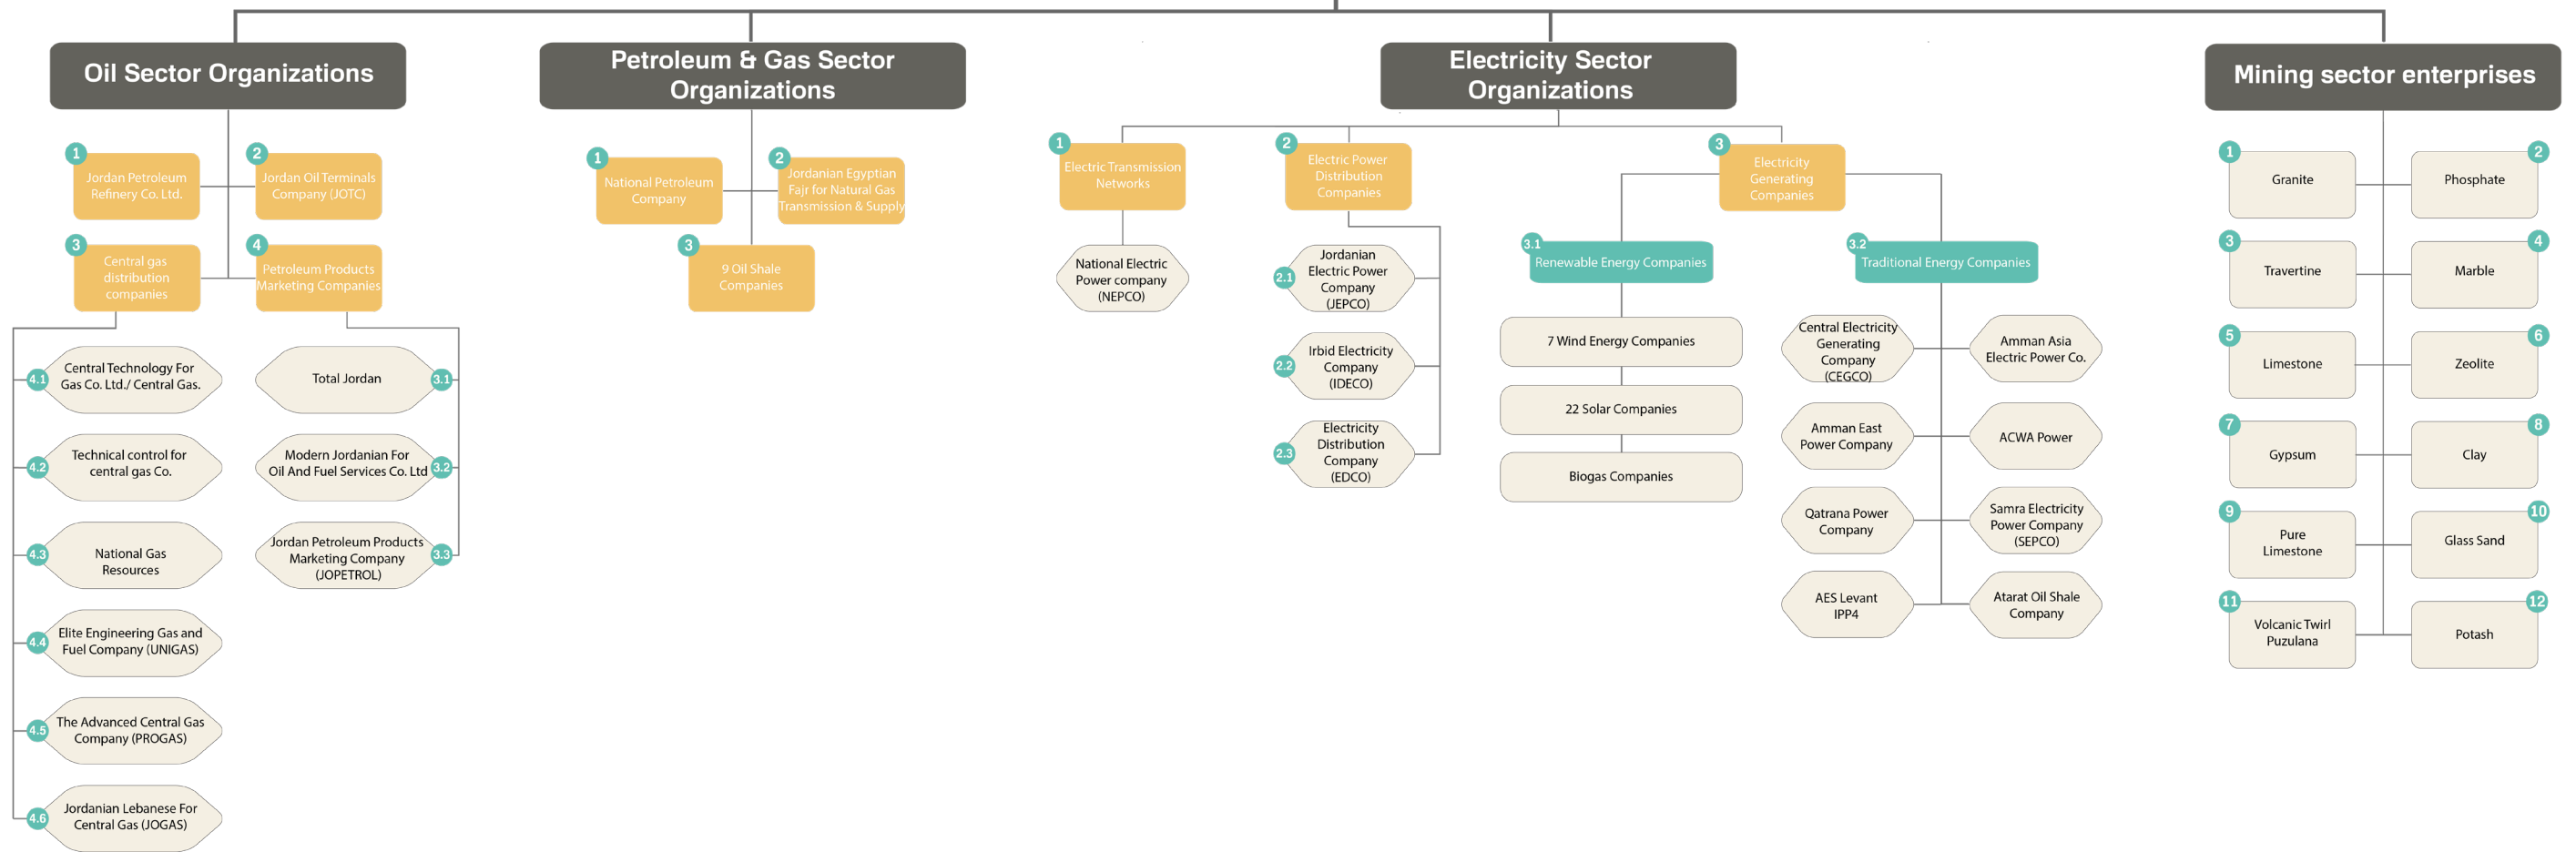 Oil Sector Organizations
1
Jordan Petroleum
Refinery Co. Ltd.
2
Jordan Oil Terminals
Company (JOTC)
3
Central gas
distribution
companies
4
Petroleum Products
Marketing Companies
4.1
Central Technology For
Gas Co. Ltd./ Central Gas.
4.2
Technical control for
central gas Co.
4.3
National Gas
Resources
4.4
Elite Engineering Gas and
Fuel Company (UNIGAS)
4.5
The Advanced Central Gas
Company (PROGAS)
4.6
Jordanian Lebanese For
Central Gas (JOGAS)
Total Jordan
3.1
Modern Jordanian For
Oil And Fuel Services Co. Ltd
3.2
Jordan Petroleum Products
Marketing Company
(JOPETROL)
3.3
Petroleum & Gas Sector
Organizations
1
National Petroleum
Company
2
Jordanian Egyptian
Fajr for Natural Gas
Transmission & Supply
3
9 Oil Shale
Companies
Electricity Sector
Organizations
1
Electric Transmission
Networks
National Electric
Power company
(NEPCO)
2
Electric Power
Distribution
Companies
2.1
Jordanian
Electric Power
Company
(JEPCO)
2.2
Irbid Electricity
Company
(IDECO)
2.3
Electricity
Distribution
Company
(EDCO)
3
Electricity
Generating
Companies
3.1
Renewable Energy Companies
7 Wind Energy Companies
22 Solar Companies
Biogas Companies
3.2
Traditional Energy Companies
Central Electricity
Generating
Company
(CEGCO)
Amman Asia
Electric Power Co.
Amman East
Power Company
ACWA Power
Qatrana Power
Company
Samra Electricity
Power Company
(SEPCO)
AES Levant
IPP4
Atarat Oil Shale
Company
Mining sector enterprises
1
Granite
2
Phosphate
3
Travertine
4
Marble
5
Limestone
6
Zeolite
7
Gypsum
8
Clay
9
Pure
Limestone
10
Glass Sand
11
Volcanic Twirl
Puzulana
12
Potash